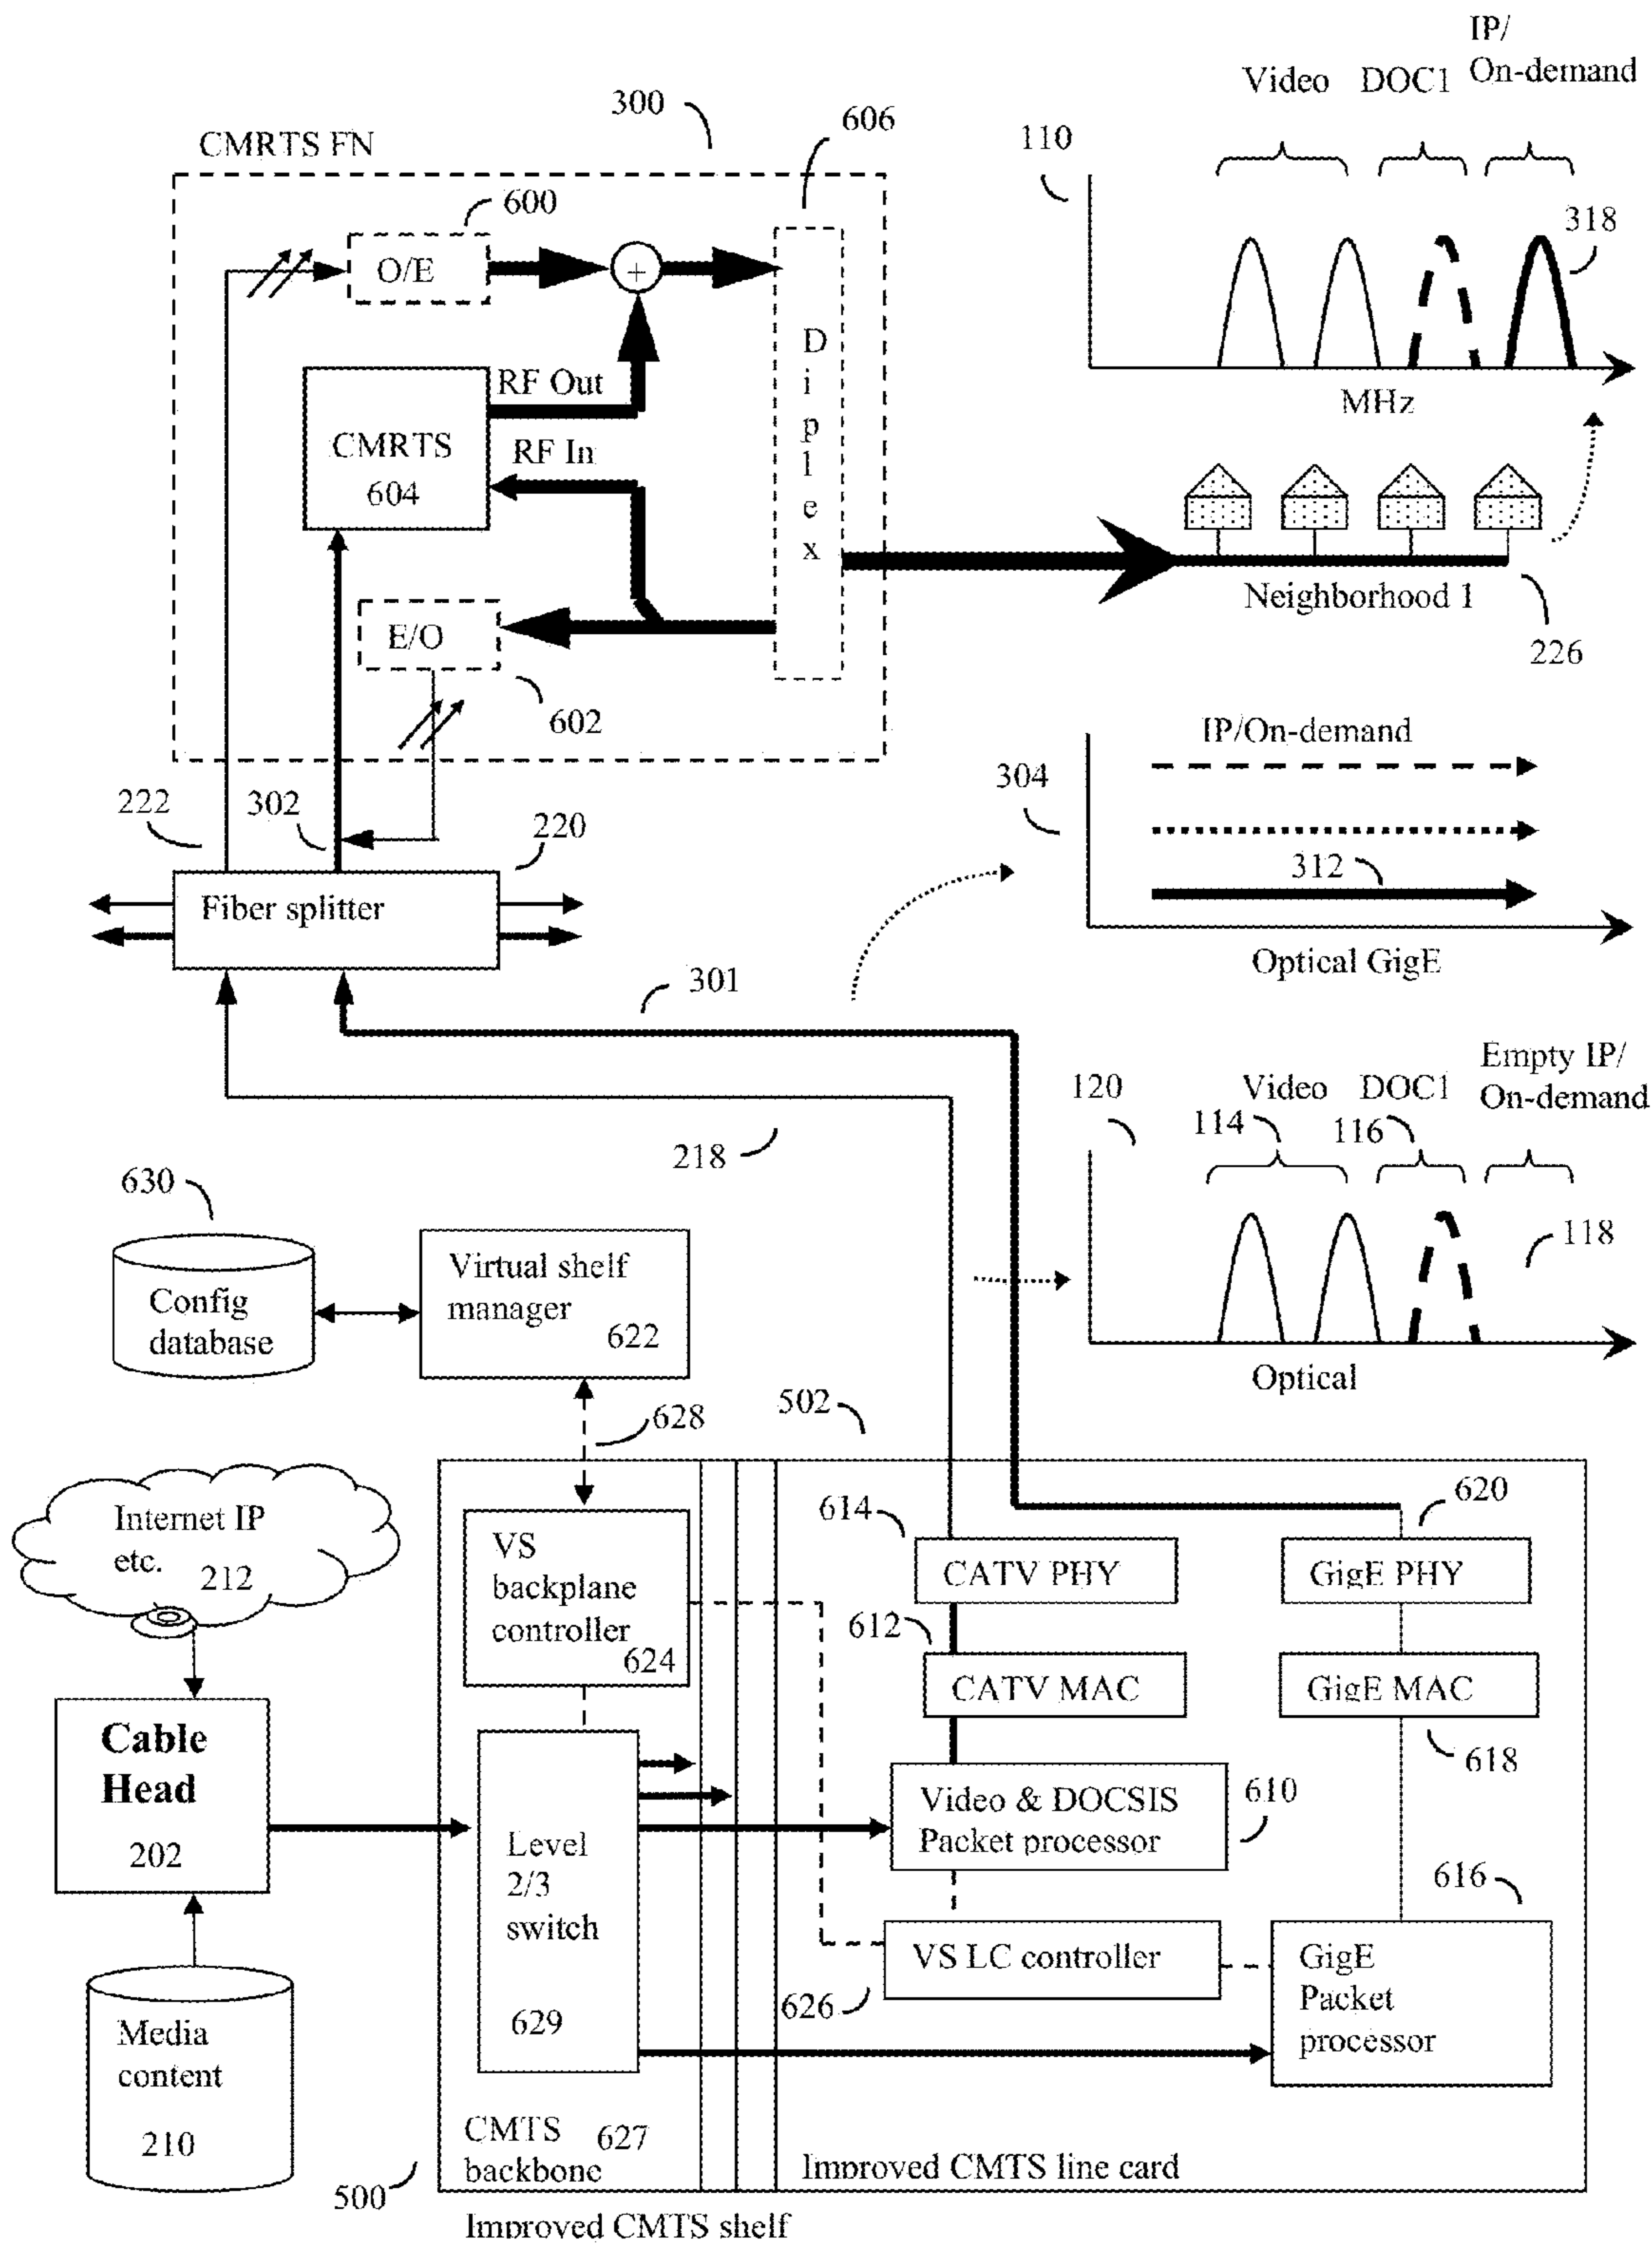 IP/
On-demand
Video
DOC1
300
606
CMRTS FN
110
600
318
O/E
+
Diplex
RF Out
MHz
CMRTS
604
RF In
E/O
Neighborhood 1
226
602
IP/On-demand
304
222
302
220
312
Fiber splitter
Optical GigE
301
Empty IP/
On-demand
120
Video
DOC1
114
116
218
630
118
Virtual shelf
manager
622
Config
database
Optical
502
628
Internet IP
etc.
212
620
614
VS
backplane
controller
624
CATV PHY
GigE PHY
612
CATV MAC
GigE MAC
Cable
Head
202
618
Video & DOCSIS
Packet processor
610
Level
2/3
switch
629
616
VS LC controller
626
GigE
Packet
processor
Media
content
210
CMTS
backbone
627
Improved CMTS line card
500
Improved CMTS shelf